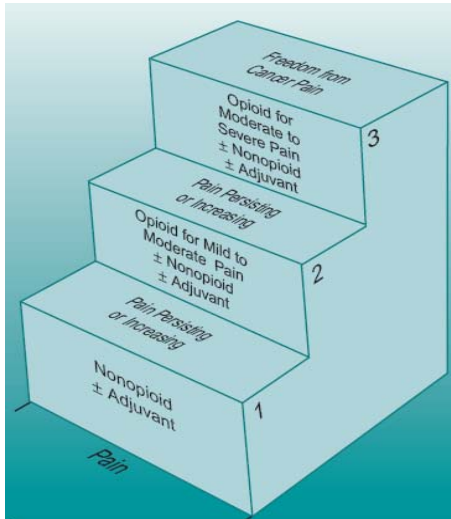 Freedom from
Cancer Pain
Opioid for
Moderate to
Severe Pain
± Nonopioid
± Adjuvant
3
Pain Persisting
or Increasing
Opioid for Mild to
Moderate Pain
± Nonopioid
± Adjuvant
2
Pain Persisting
or Increasing
Nonopioid
± Adjuvant
1
Pain